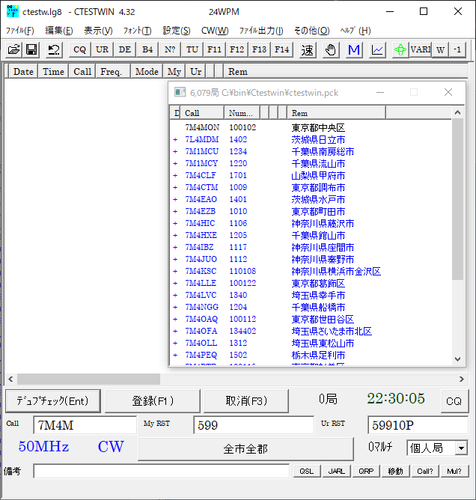 ctestw.lg8 - CTESTWIN 4.32 24WPM
ﾌｧｲﾙ(F) 編集(E) 表示(V) ﾌｫﾝﾄ(T) 設定(S) CW(W) ﾌｧｲﾙ出力(I) その他(O) ﾍﾙﾌﾟ(H)
CQ UR DE B4 N? TU F11 F12 F13 F14 速 M VAR1 W -1
Date Time Call Freq. Mode My Ur Rem
6,079局 C:¥bin¥Ctestwin¥ctestwin.pck
D Call Num... Rem
7M4MON 100102 東京都中央区
+ 7L4MDM 1402 茨城県日立市
+ 7M1MCU 1234 千葉県南房総市
+ 7M1MCY 1220 千葉県流山市
+ 7M4CLF 1701 山梨県甲府市
+ 7M4CTM 1009 東京都調布市
+ 7M4EAO 1401 茨城県水戸市
+ 7M4EZB 1010 東京都町田市
+ 7M4HIC 1106 神奈川県藤沢市
+ 7M4HXE 1205 千葉県館山市
+ 7M4IBZ 1117 神奈川県座間市
+ 7M4JUO 1112 神奈川県秦野市
+ 7M4KSC 110108 神奈川県横浜市金沢区
+ 7M4LLE 100122 東京都葛飾区
+ 7M4LVC 1340 埼玉県幸手市
+ 7M4NGG 1204 千葉県船橋市
+ 7M4OAQ 100112 東京都世田谷区
+ 7M4OFA 134402 埼玉県さいたま市北区
+ 7M4OLL 1312 埼玉県東松山市
+ 7M4PEQ 1502 栃木県足利市
ﾃﾞｭﾌﾟﾁｪｯｸ(Ent) 登録(F1) 取消(F3) 0局 22:30:05 CQ
Call 7M4M My RST 599 Ur RST 59910P
50MHz CW 全市全郡 0ﾏﾙﾁ 個人局
備考 QSL JARL QRP 移動 Call? Mul?